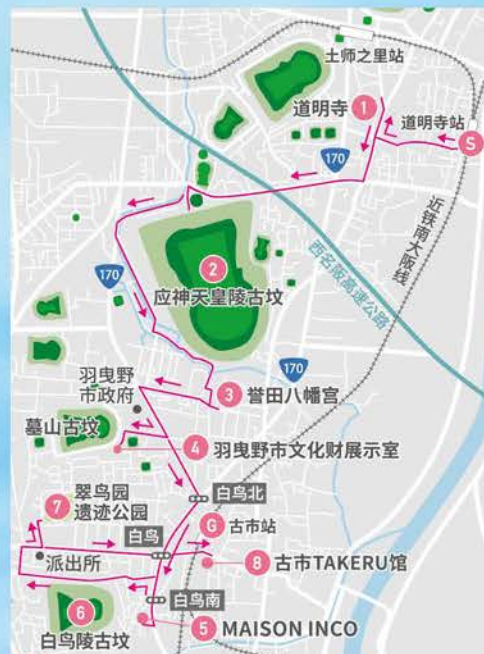 土师之里站
道明寺 1
道明寺站
S
170
近铁南大阪线
西名阪高速公路
2
应神天皇陵古坟
170
170
羽曳野
市政府
3 誉田八幡宫
墓山古坟
4 羽曳野市文化财展示室
白鸟北
7 翠鸟园
遗迹公园
G 古市站
白鸟
派出所
8 古市TAKERU馆
白鸟南
6
白鸟陵古坟
5 MAISON INCO